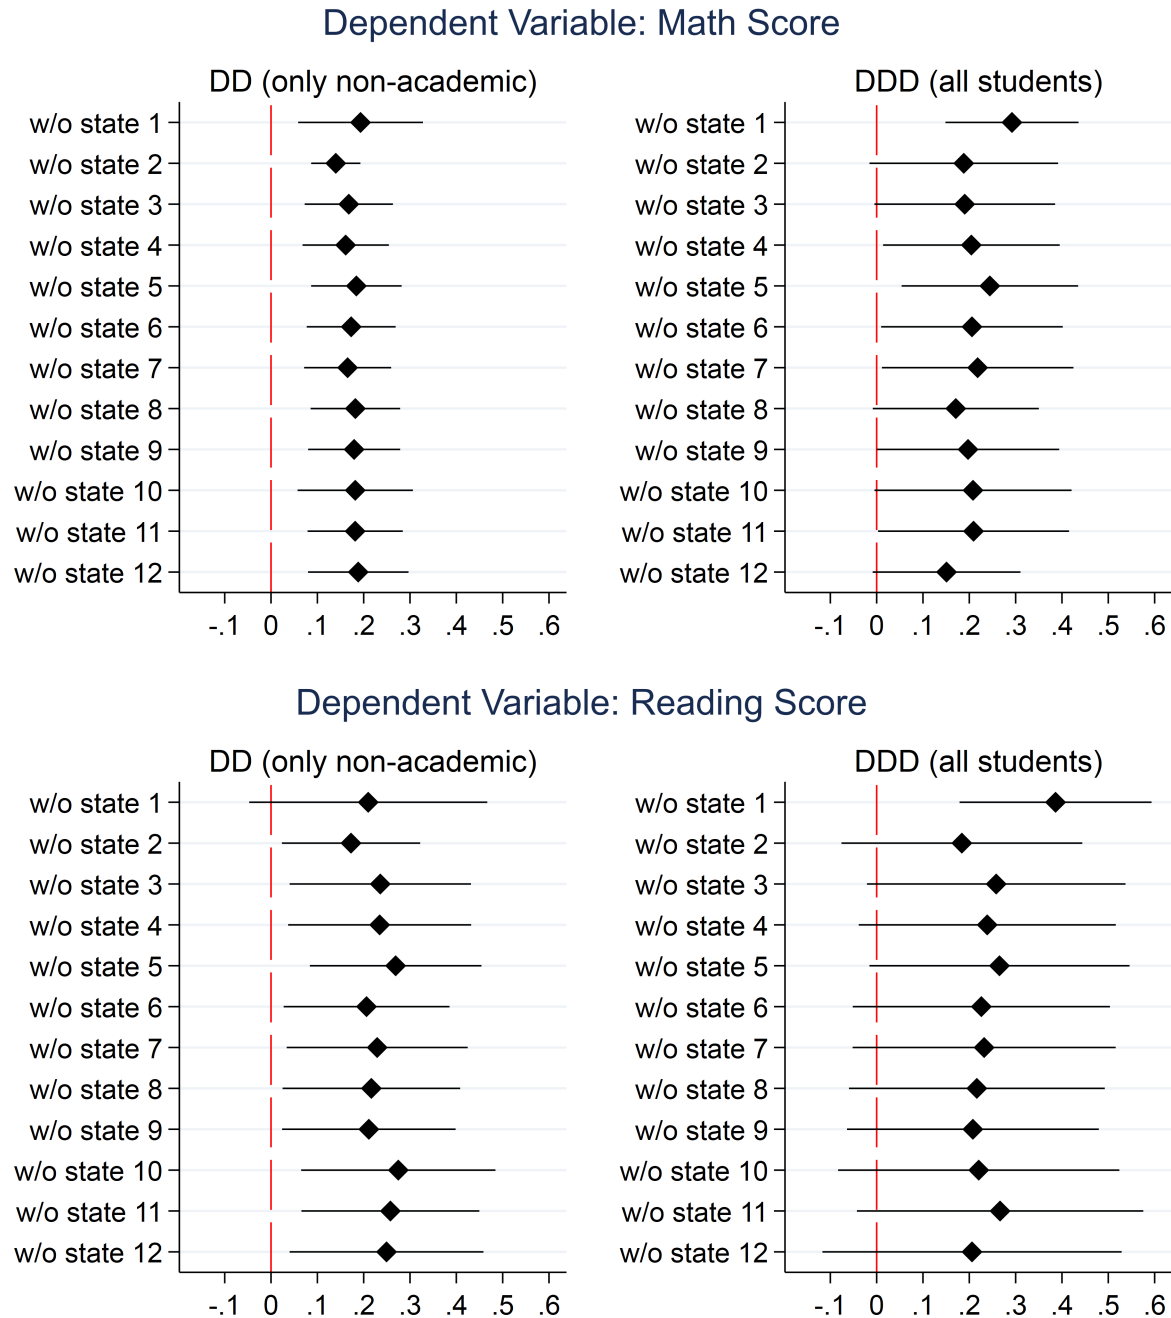 Dependent Variable: Math Score
DD (only non-academic)
w/o state 1
w/o state 2
w/o state 3
w/o state 4
w/o state 5
w/o state 6
w/o state 7
w/o state 8
w/o state 9
w/o state 10
w/o state 11
w/o state 12
-.1 0 .1 .2 .3 .4 .5 .6
DDD (all students)
w/o state 1
w/o state 2
w/o state 3
w/o state 4
w/o state 5
w/o state 6
w/o state 7
w/o state 8
w/o state 9
w/o state 10
w/o state 11
w/o state 12
-.1 0 .1 .2 .3 .4 .5 .6
Dependent Variable: Reading Score
DD (only non-academic)
w/o state 1
w/o state 2
w/o state 3
w/o state 4
w/o state 5
w/o state 6
w/o state 7
w/o state 8
w/o state 9
w/o state 10
w/o state 11
w/o state 12
-.1 0 .1 .2 .3 .4 .5 .6
DDD (all students)
w/o state 1
w/o state 2
w/o state 3
w/o state 4
w/o state 5
w/o state 6
w/o state 7
w/o state 8
w/o state 9
w/o state 10
w/o state 11
w/o state 12
-.1 0 .1 .2 .3 .4 .5 .6